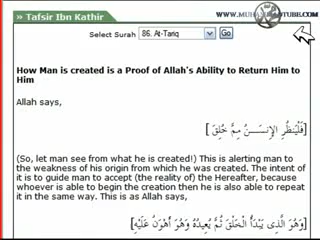 Tafsir Ibn Kathir
Select Surah 86. At-Tariq Go
How Man is created is a Proof of Allah's Ability to Return Him to
Him
Allah says,
[فَلْيَنظُرِ الإِنسَـنُ مِمَّ خُلِقَ]
(So, let man see from what he is created!) This is alerting man to
the weakness of his origin from which he was created. The intent of
it is to guide man to accept (the reality of) the Hereafter, because
whoever is able to begin the creation then he is also able to repeat
it in the same way. This is as Allah says,
[وَهُوَ الَّذِى يَبْدَأُ الْخَلْقَ ثُمَّ يُعِيدُهُ وَهُوَ أَهْوَنُ عَلَيْهِ]